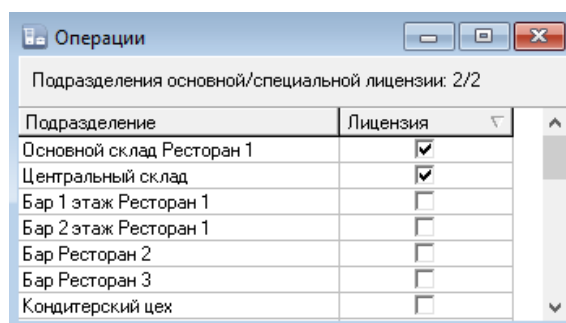 Операции
Подразделения основной/специальной лицензии: 2/2
Подразделение Лицензия
Основной склад Ресторан 1
Центральный склад
Бар 1 этаж Ресторан 1
Бар 2 этаж Ресторан 1
Бар Ресторан 2
Бар Ресторан 3
Кондитерский цех